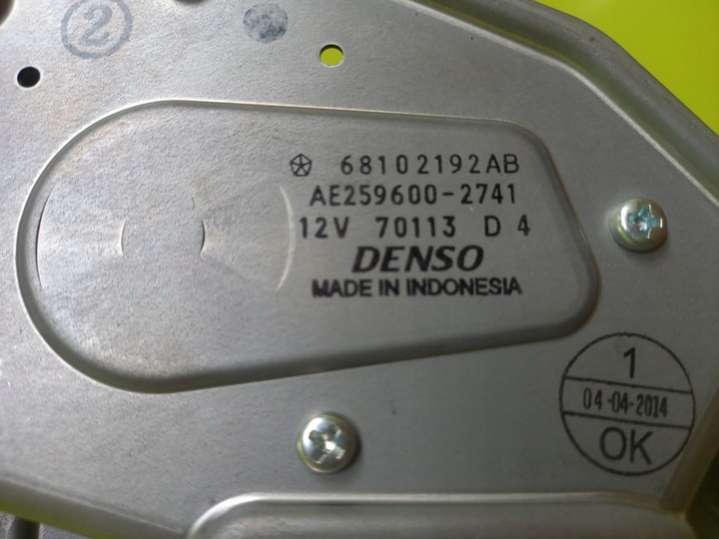 2
68102192AB
AE259600-2741
12V 70113 D 4
DENSO
MADE IN INDONESIA
1
04-04-2014
OK